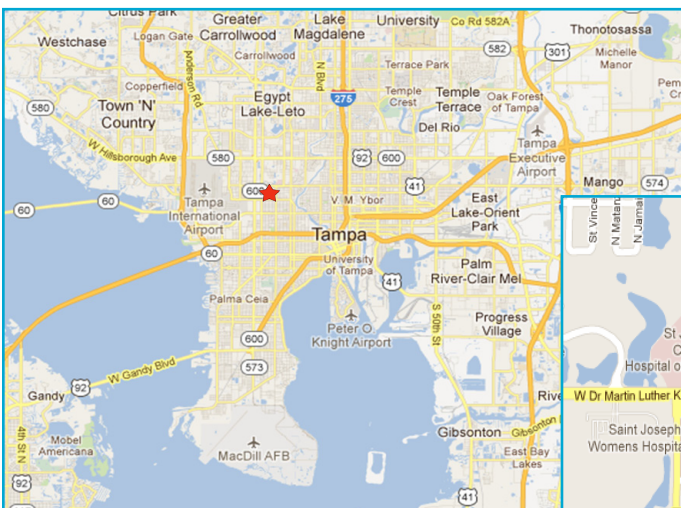 Citrus Park
Greater
Carrollwood
Lake
Magdalene
University
Co Rd 582A
Thonotosassa
Westchase
Logan Gate
Carrollwood
N Blvd
582
301
Michelle
Manor
Terrace Park
Copperfield
Anderson Rd
Egypt
Lake-Leto
275
Temple
Crest
Temple
Terrace
Oak Forest
of Tampa
Pem
Cre
580
Town 'N'
Country
Del Rio
Tampa
Executive
Airport
W Hillsborough Ave
580
92
600
41
Mango
574
Tampa
International
Airport
V. M. Ybor
East
Lake-Orient
Park
60
60
60
Tampa
University
of Tampa
Palm
River-Clair Mel
41
Palma Ceia
S 50th St
Progress
Village
Peter O
Knight Airport
600
573
W Gandy Blvd
92
Gandy
Rive
4th St N
Mobel
Americana
MacDill AFB
Gibsonton
Gibsonton
East Bay
Lakes
92
41
St Vince
N Matan
N Jamai
St J
Hospital o
W Dr Martin Luther K
Saint Joseph
Womens Hospita